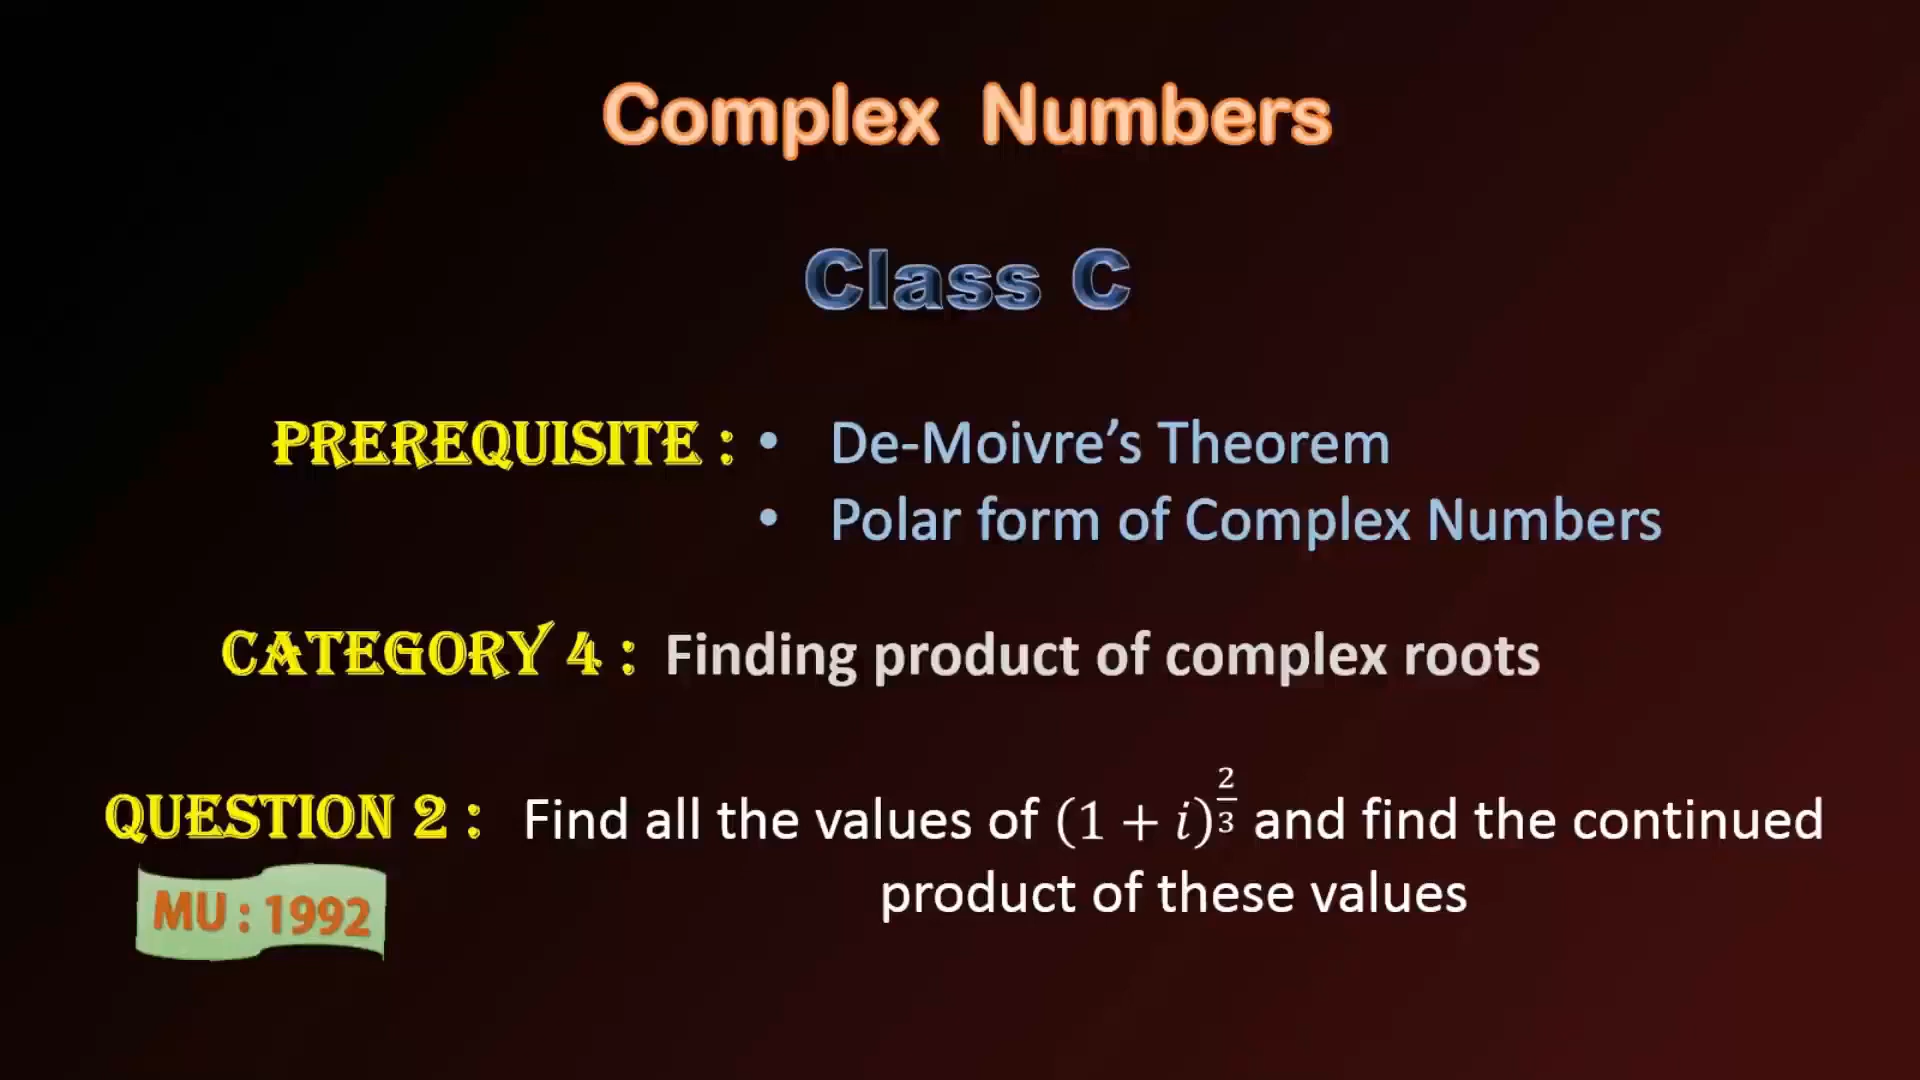 Complex Numbers
Class C
PREREQUISITE : • De-Moivre’s Theorem
• Polar form of Complex Numbers
CATEGORY 4 : Finding product of complex roots
QUESTION 2 : Find all the values of (1 + i)^(2/3) and find the continued
product of these values
MU : 1992